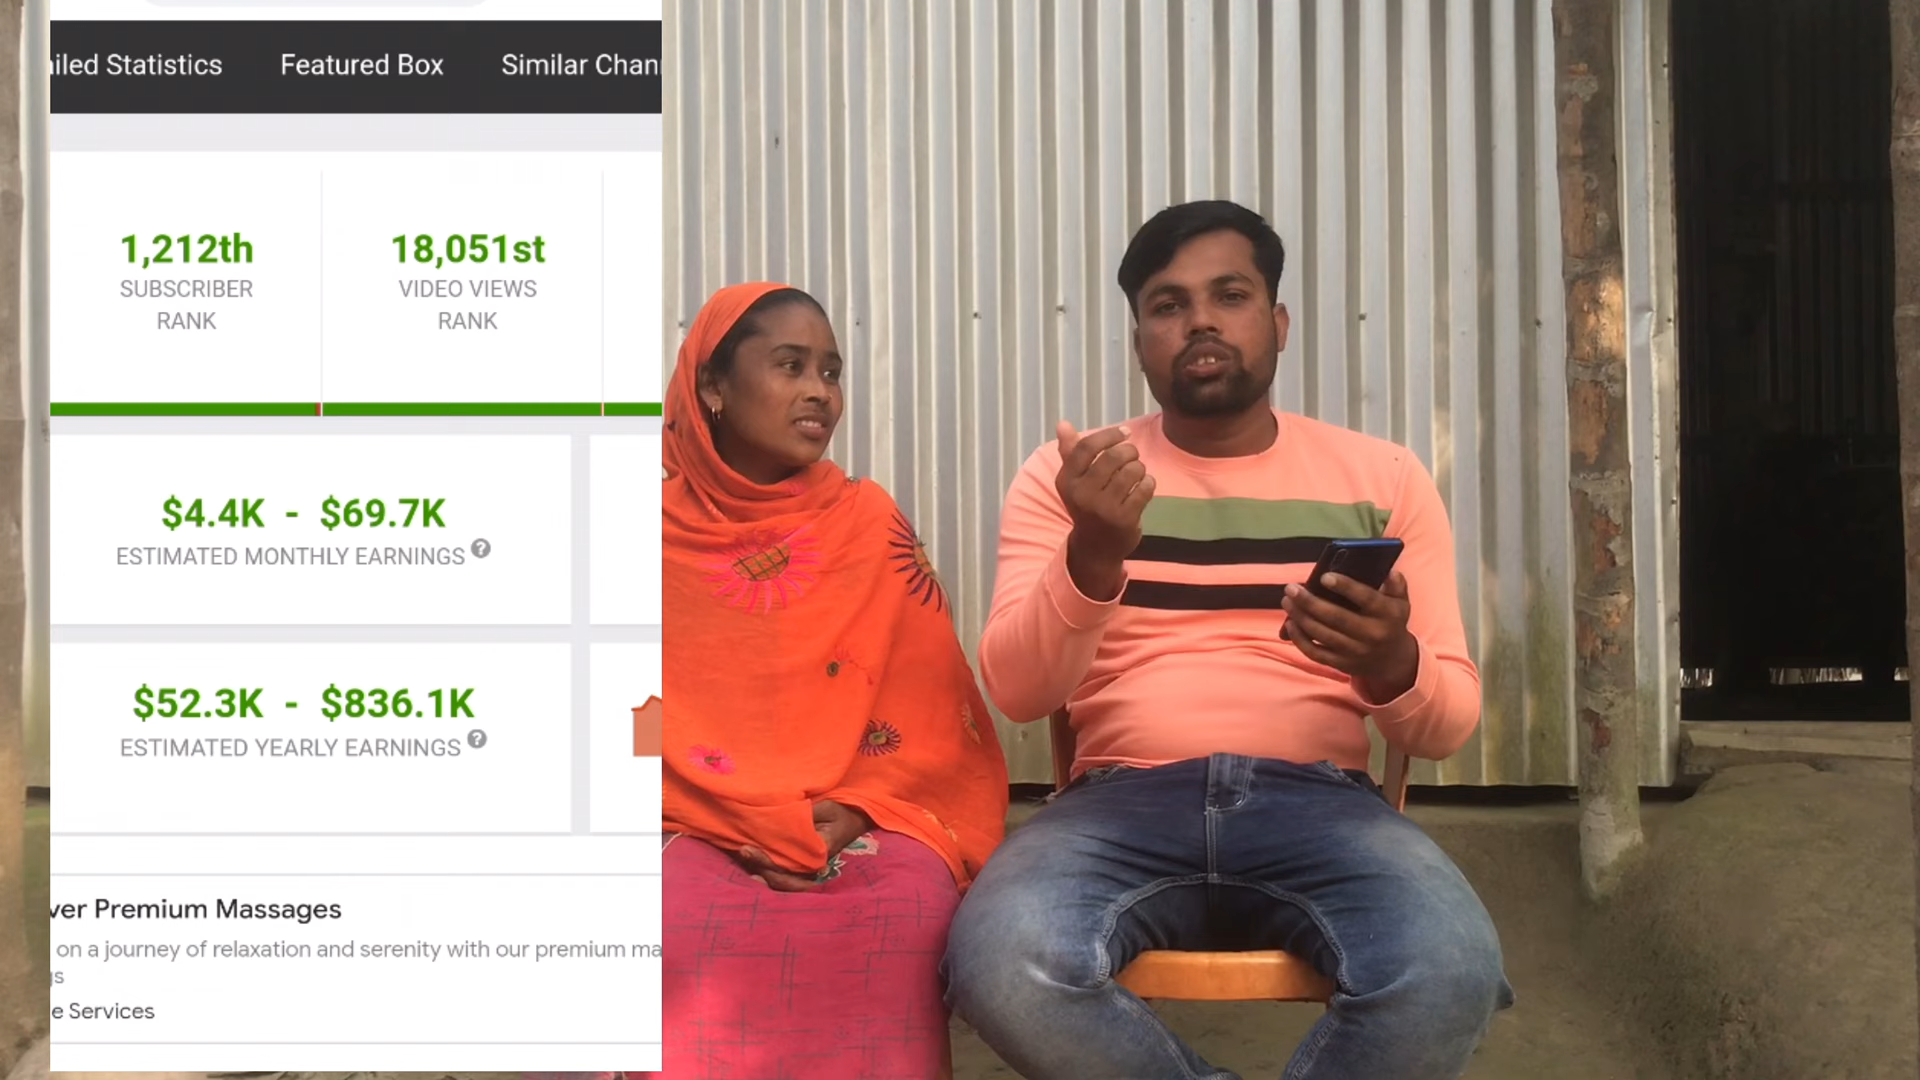 iled Statistics Featured Box Similar Chan
1,212th
SUBSCRIBER
RANK
18,051st
VIDEO VIEWS
RANK
$4.4K - $69.7K
ESTIMATED MONTHLY EARNINGS ?
$52.3K - $836.1K
ESTIMATED YEARLY EARNINGS ?
ver Premium Massages
on a journey of relaxation and serenity with our premium ma
gs
e Services